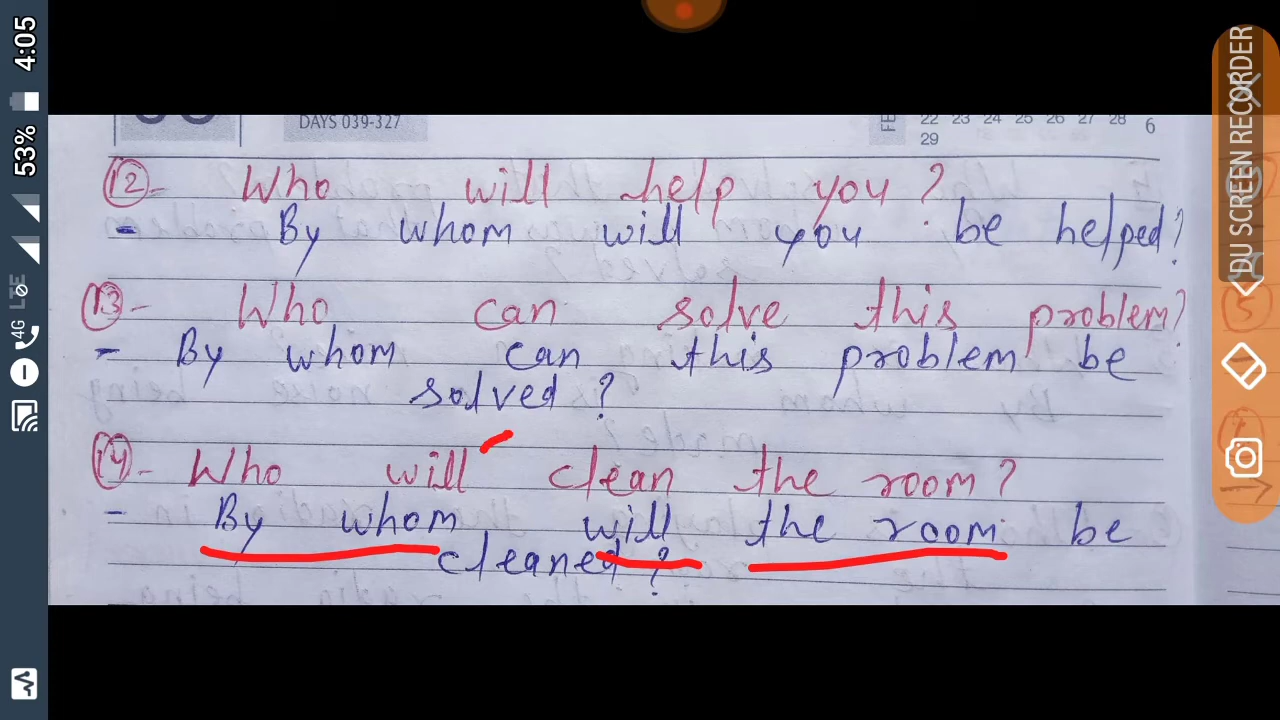 4:05
53%
4G LTE
DU SCREEN RECORDER
DAYS 039-327
22 23 24 25 26 27 28 6
29
12- Who will help you?
- By whom will you be helped?
13- Who can solve this problem?
- By whom can this problem be
solved?
14- Who will clean the room?
- By whom will the room be
cleaned?